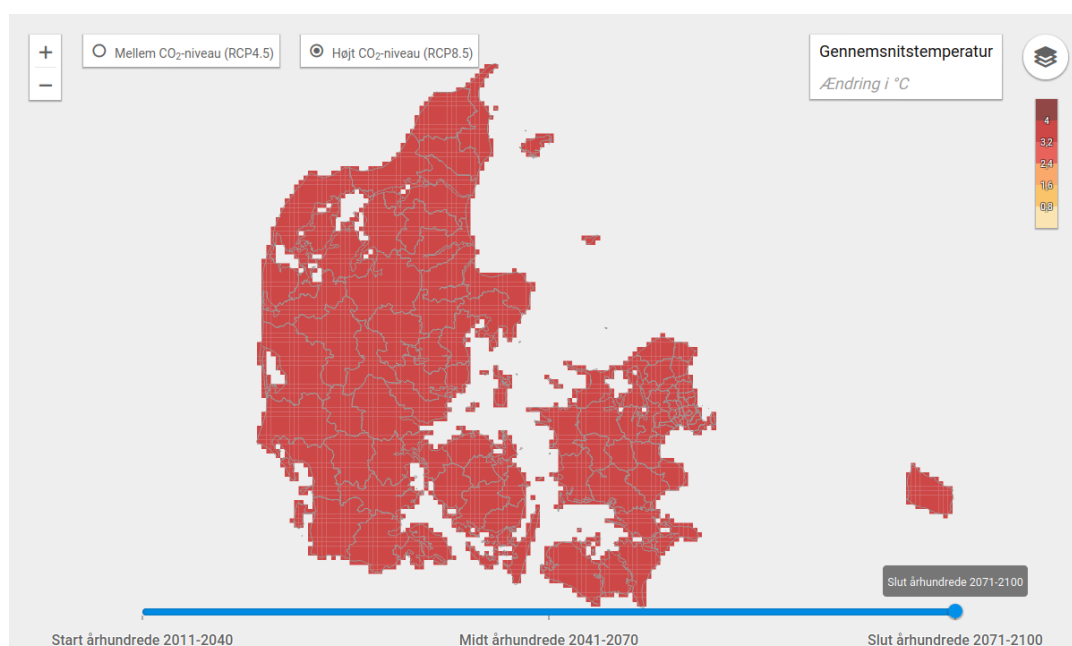 +
Mellem CO₂-niveau (RCP4.5)
Højt CO₂-niveau (RCP8.5)
−
Gennemsnitstemperatur
Ændring i °C
4
3,2
2,4
1,6
0,8
Slut århundrede 2071-2100
Start århundrede 2011-2040
Midt århundrede 2041-2070
Slut århundrede 2071-2100